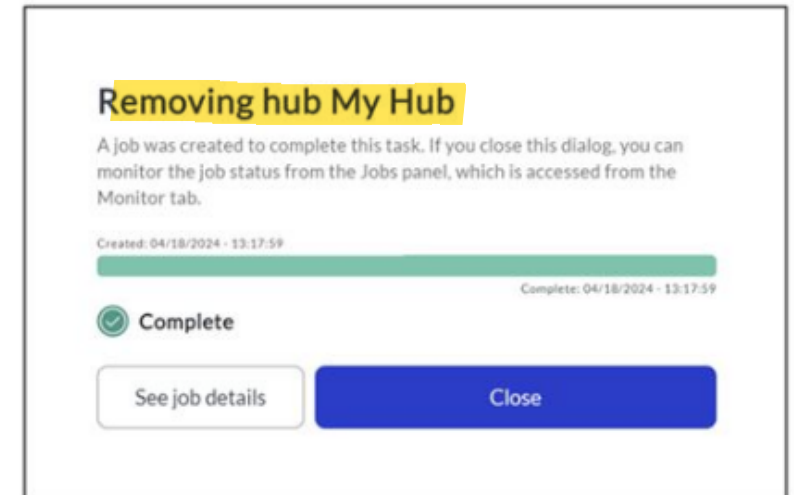 Removing hub My Hub
A job was created to complete this task. If you close this dialog, you can
monitor the job status from the Jobs panel, which is accessed from the
Monitor tab.
Created: 04/18/2024 - 13:17:59
Complete: 04/18/2024 - 13:17:59
Complete
See job details
Close